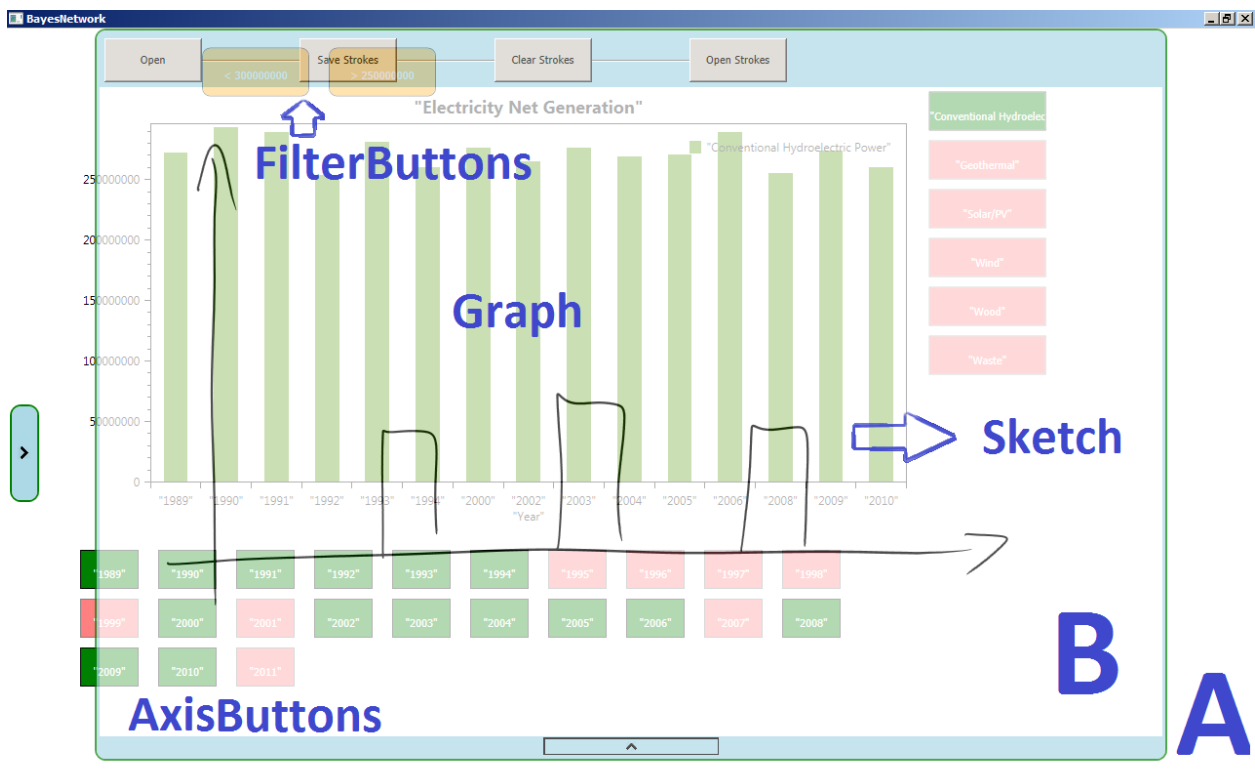 BayesNetwork
Open
Save Strokes
Clear Strokes
Open Strokes
< 300000000
> 250000000
"Electricity Net Generation"
"Conventional Hydroelec
FilterButtons
"Conventional Hydroelectric Power"
"Geothermal"
250000000
"Solar/PV"
200000000
"Wind"
150000000
Graph
"Wood"
100000000
"Waste"
50000000
Sketch
>
0
"1989" "1990" "1991" "1992" "1993" "1994" "2000" "2002" "2003" "2004" "2005" "2006" "2008" "2009" "2010"
"Year"
"1989" "1990" "1991" "1992" "1993" "1994" "1995" "1996" "1997" "1998"
"1999" "2000" "2001" "2002" "2003" "2004" "2005" "2006" "2007" "2008"
"2009" "2010" "2011"
B
A
AxisButtons